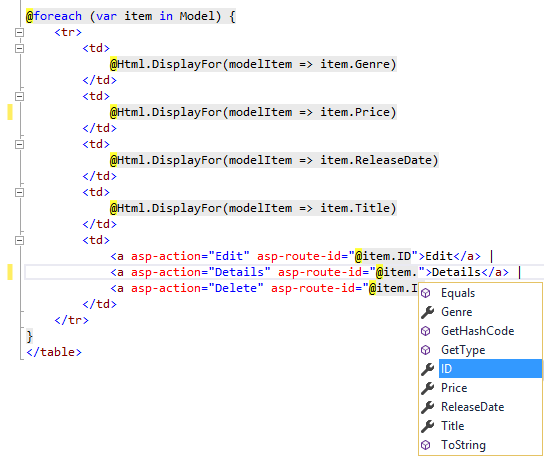 @foreach (var item in Model) {
<tr>
<td>
@Html.DisplayFor(modelItem => item.Genre)
</td>
<td>
@Html.DisplayFor(modelItem => item.Price)
</td>
<td>
@Html.DisplayFor(modelItem => item.ReleaseDate)
</td>
<td>
@Html.DisplayFor(modelItem => item.Title)
</td>
<td>
<a asp-action="Edit" asp-route-id="@item.ID">Edit</a> |
<a asp-action="Details" asp-route-id="@item.">Details</a> |
<a asp-action="Delete" asp-route-id="@item.I
</td>
</tr>
}
</table>
Equals
Genre
GetHashCode
GetType
ID
Price
ReleaseDate
Title
ToString